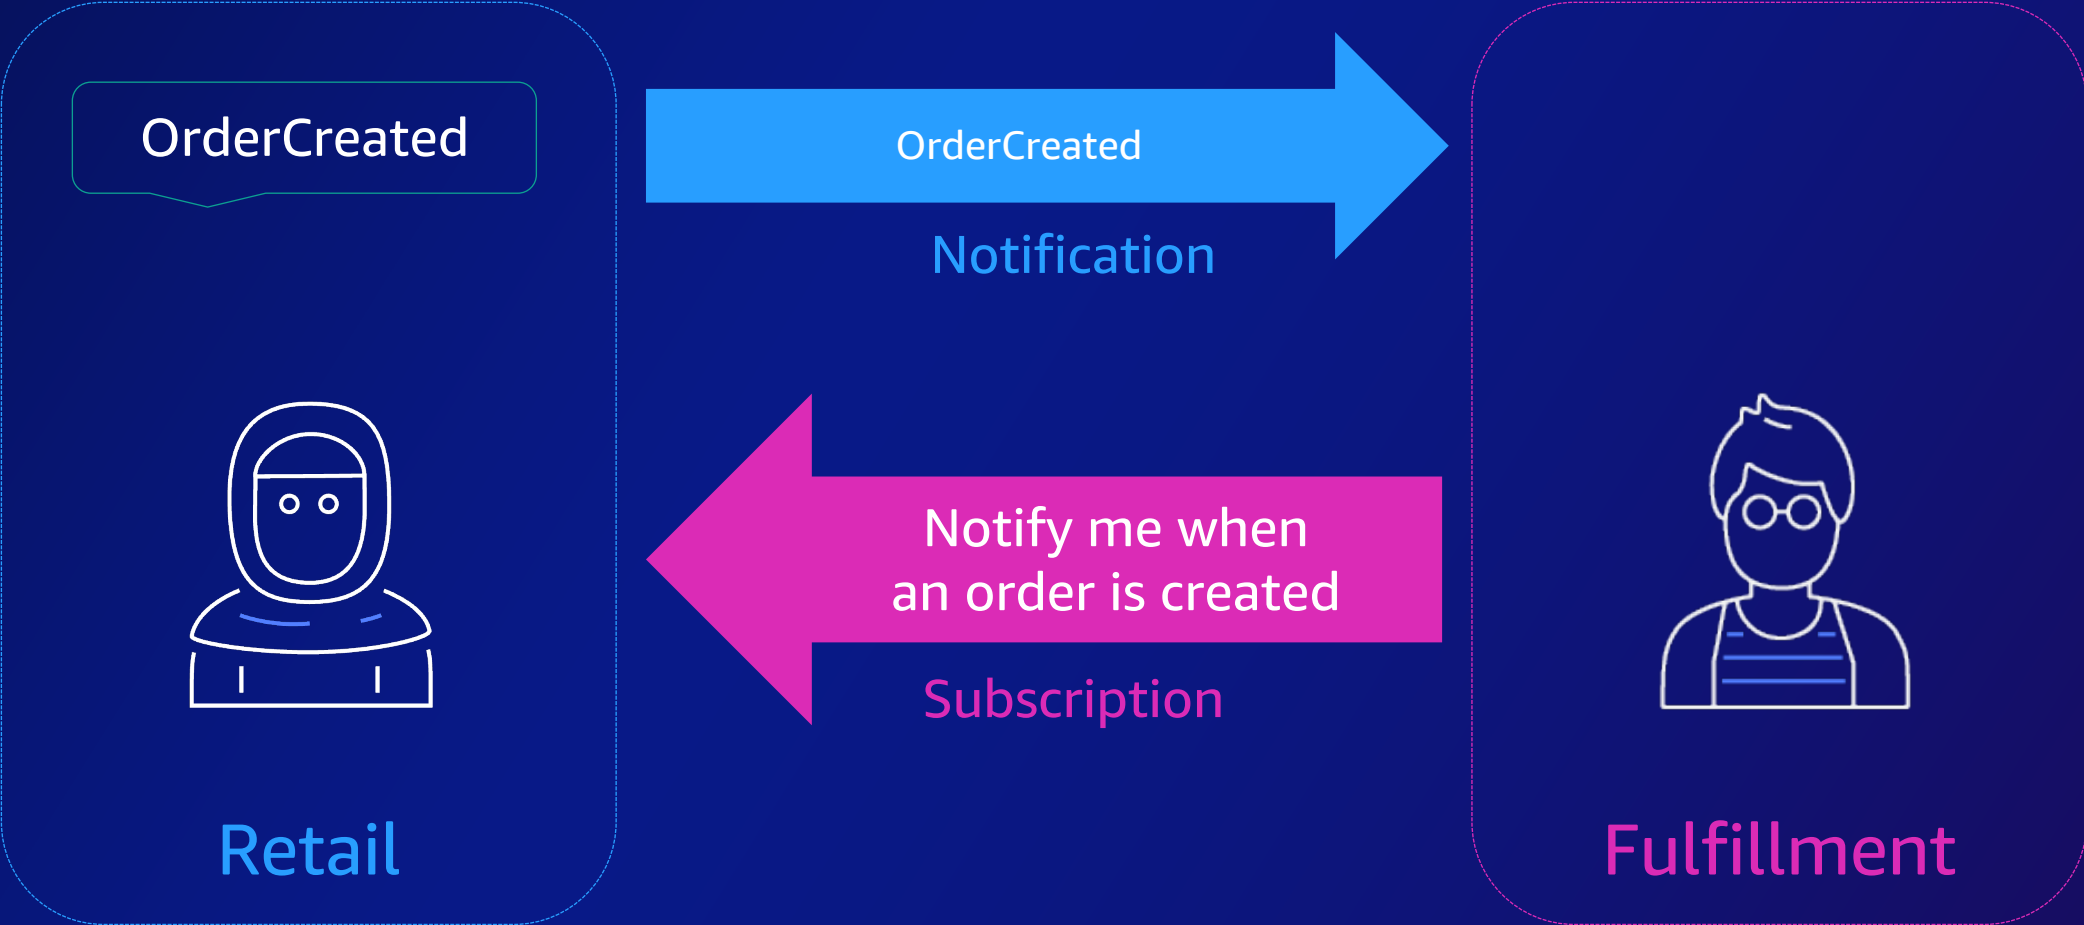 OrderCreated
OrderCreated
Notification
Notify me when
an order is created
Subscription
Retail
Fulfillment